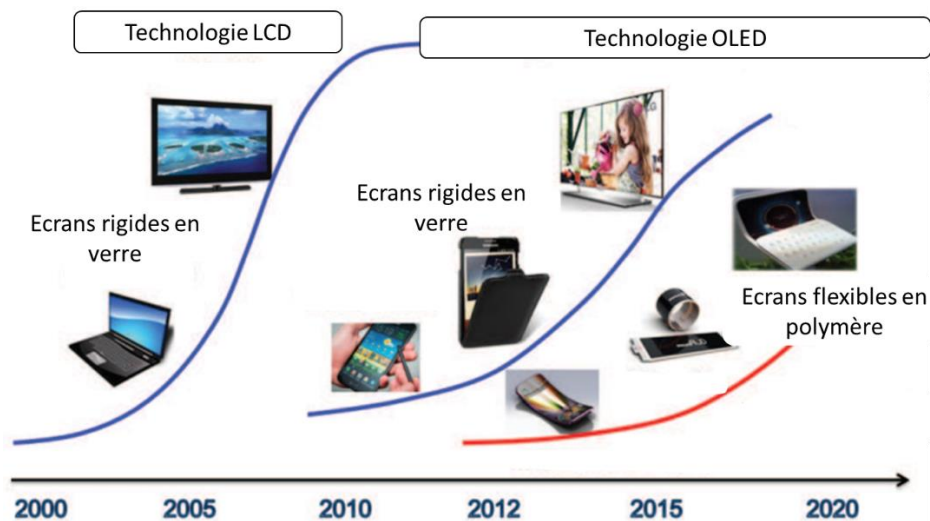 Technologie LCD
Technologie OLED
Ecrans rigides en
verre
Ecrans rigides en
verre
Ecrans flexibles en
polymère
2000 2005 2010 2012 2015 2020